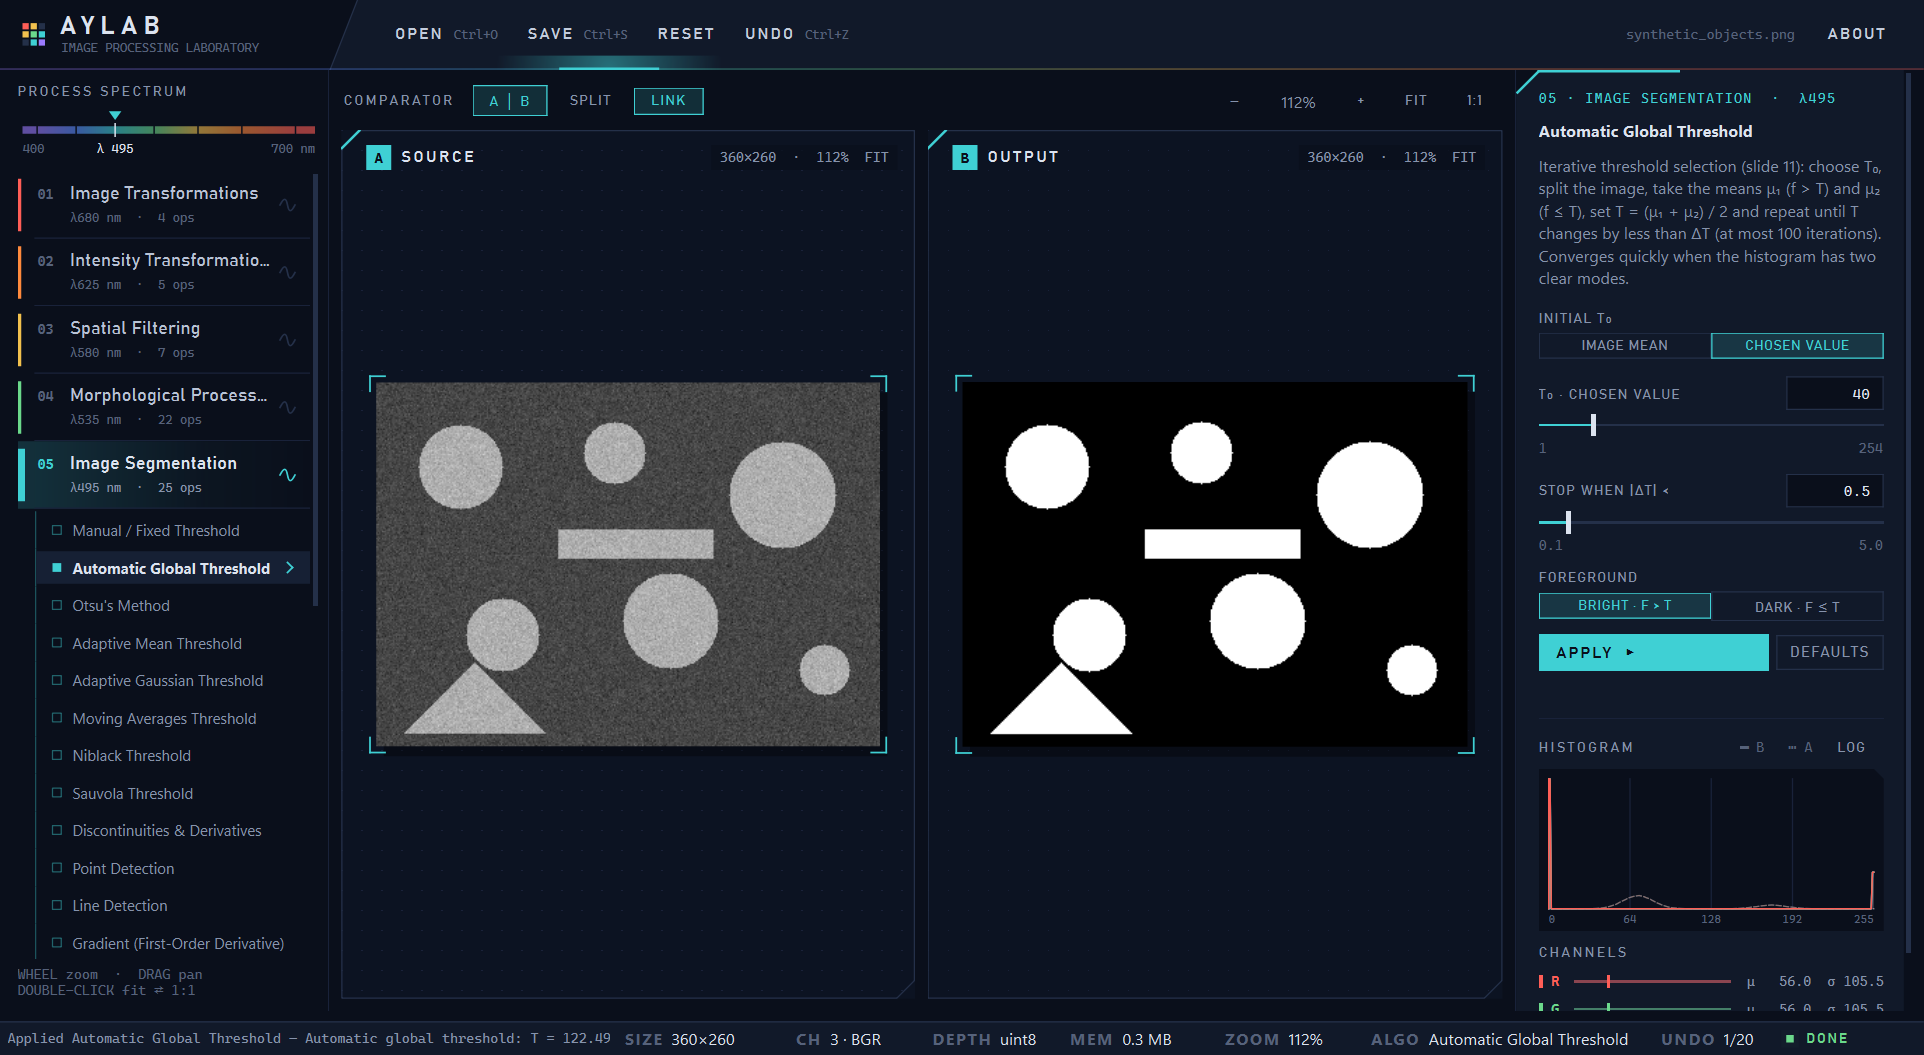 AYLAB
IMAGE PROCESSING LABORATORY
OPEN Ctrl+O SAVE Ctrl+S RESET UNDO Ctrl+Z
synthetic_objects.png ABOUT
PROCESS SPECTRUM
400 λ 495 700 nm
01 Image Transformations
λ680 nm · 4 ops
02 Intensity Transformatio...
λ625 nm · 5 ops
03 Spatial Filtering
λ580 nm · 7 ops
04 Morphological Process...
λ535 nm · 22 ops
05 Image Segmentation
λ495 nm · 25 ops
Manual / Fixed Threshold
Automatic Global Threshold
Otsu's Method
Adaptive Mean Threshold
Adaptive Gaussian Threshold
Moving Averages Threshold
Niblack Threshold
Sauvola Threshold
Discontinuities & Derivatives
Point Detection
Line Detection
Gradient (First-Order Derivative)
WHEEL zoom · DRAG pan
DOUBLE-CLICK fit ⇄ 1:1
COMPARATOR A | B SPLIT LINK − 112% + FIT 1:1
A SOURCE 360×260 · 112% FIT
B OUTPUT 360×260 · 112% FIT
05 · IMAGE SEGMENTATION · λ495
Automatic Global Threshold
Iterative threshold selection (slide 11): choose T₀,
split the image, take the means μ₁ (f > T) and μ₂
(f ≤ T), set T = (μ₁ + μ₂) / 2 and repeat until T
changes by less than ΔT (at most 100 iterations).
Converges quickly when the histogram has two
clear modes.
INITIAL T₀
IMAGE MEAN CHOSEN VALUE
T₀ · CHOSEN VALUE 40
1 254
STOP WHEN |ΔT| < 0.5
0.1 5.0
FOREGROUND
BRIGHT · F > T DARK · F ≤ T
APPLY ▸ DEFAULTS
HISTOGRAM B A LOG
0 64 128 192 255
CHANNELS
R μ 56.0 σ 105.5
G μ 56.0 σ 105.5
Applied Automatic Global Threshold — Automatic global threshold: T = 122.49 SIZE 360×260 CH 3 · BGR DEPTH uint8 MEM 0.3 MB ZOOM 112% ALGO Automatic Global Threshold UNDO 1/20 DONE